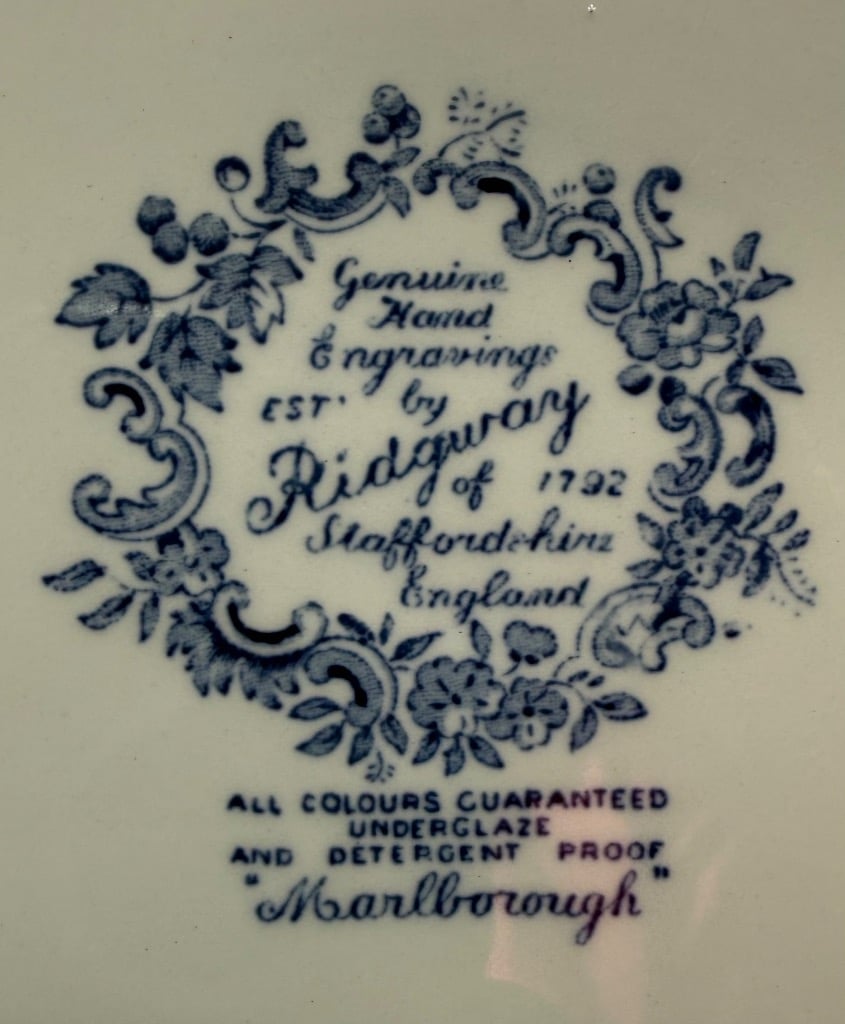 Genuine
Hand
Engravings
EST. by
Ridgway
of 1792
Staffordshire
England
ALL COLOURS GUARANTEED
UNDERGLAZE
AND DETERGENT PROOF
"Marlborough"